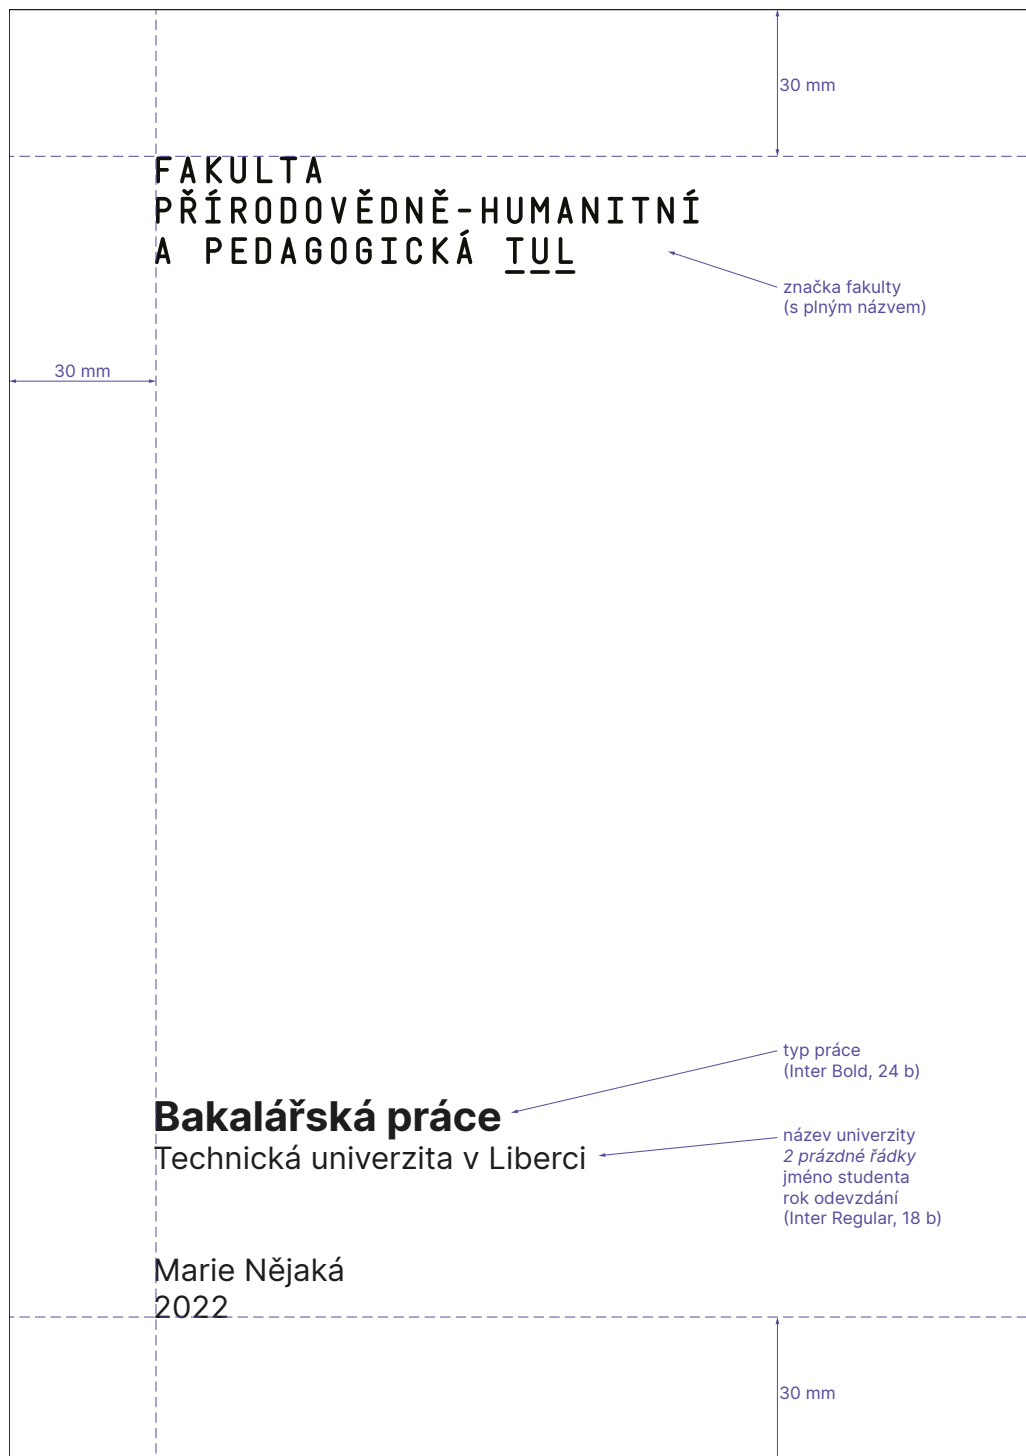 30 mm
FAKULTA
PŘÍRODOVĚDNĚ-HUMANITNÍ
A PEDAGOGICKÁ TUL
značka fakulty
(s plným názvem)
30 mm
typ práce
(Inter Bold, 24 b)
Bakalářská práce
Technická univerzita v Liberci
název univerzity
2 prázdné řádky
jméno studenta
rok odevzdání
(Inter Regular, 18 b)
Marie Nějaká
2022
30 mm